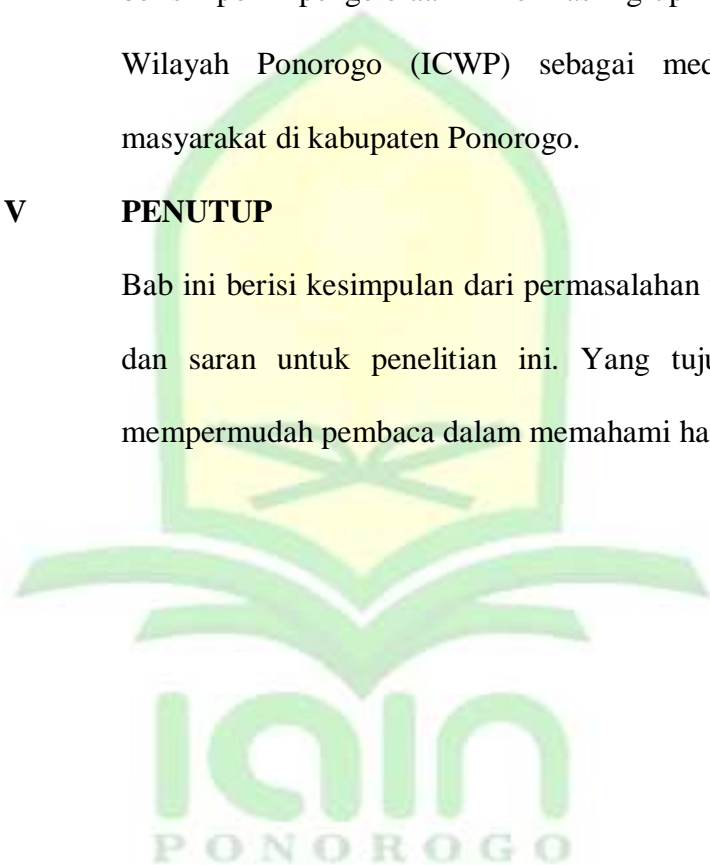 Wilayah Ponorogo (ICWP) sebagai
masyarakat di kabupaten Ponorogo.
V PENUTUP
Bab ini berisi kesimpulan dari permasalahan
dan saran untuk penelitian ini. Yang
mempermudah pembaca dalam memahami
iain
PONOROGO